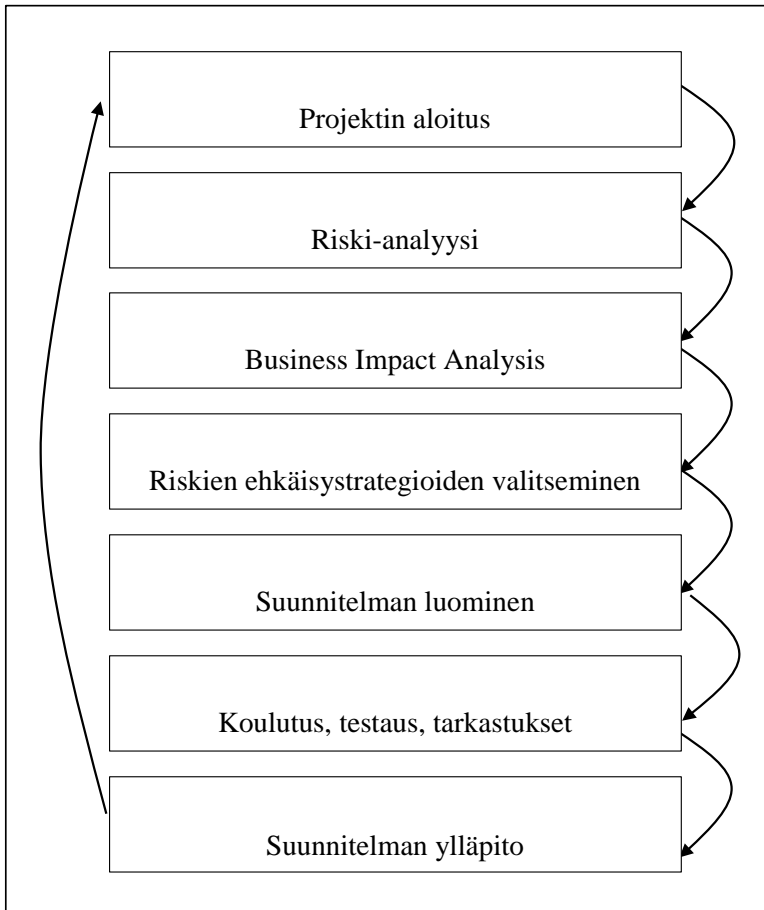 Projektin aloitus
Riski-analyysi
Business Impact Analysis
Riskien ehkäisystrategioiden valitseminen
Suunnitelman luominen
Koulutus, testaus, tarkastukset
Suunnitelman ylläpito